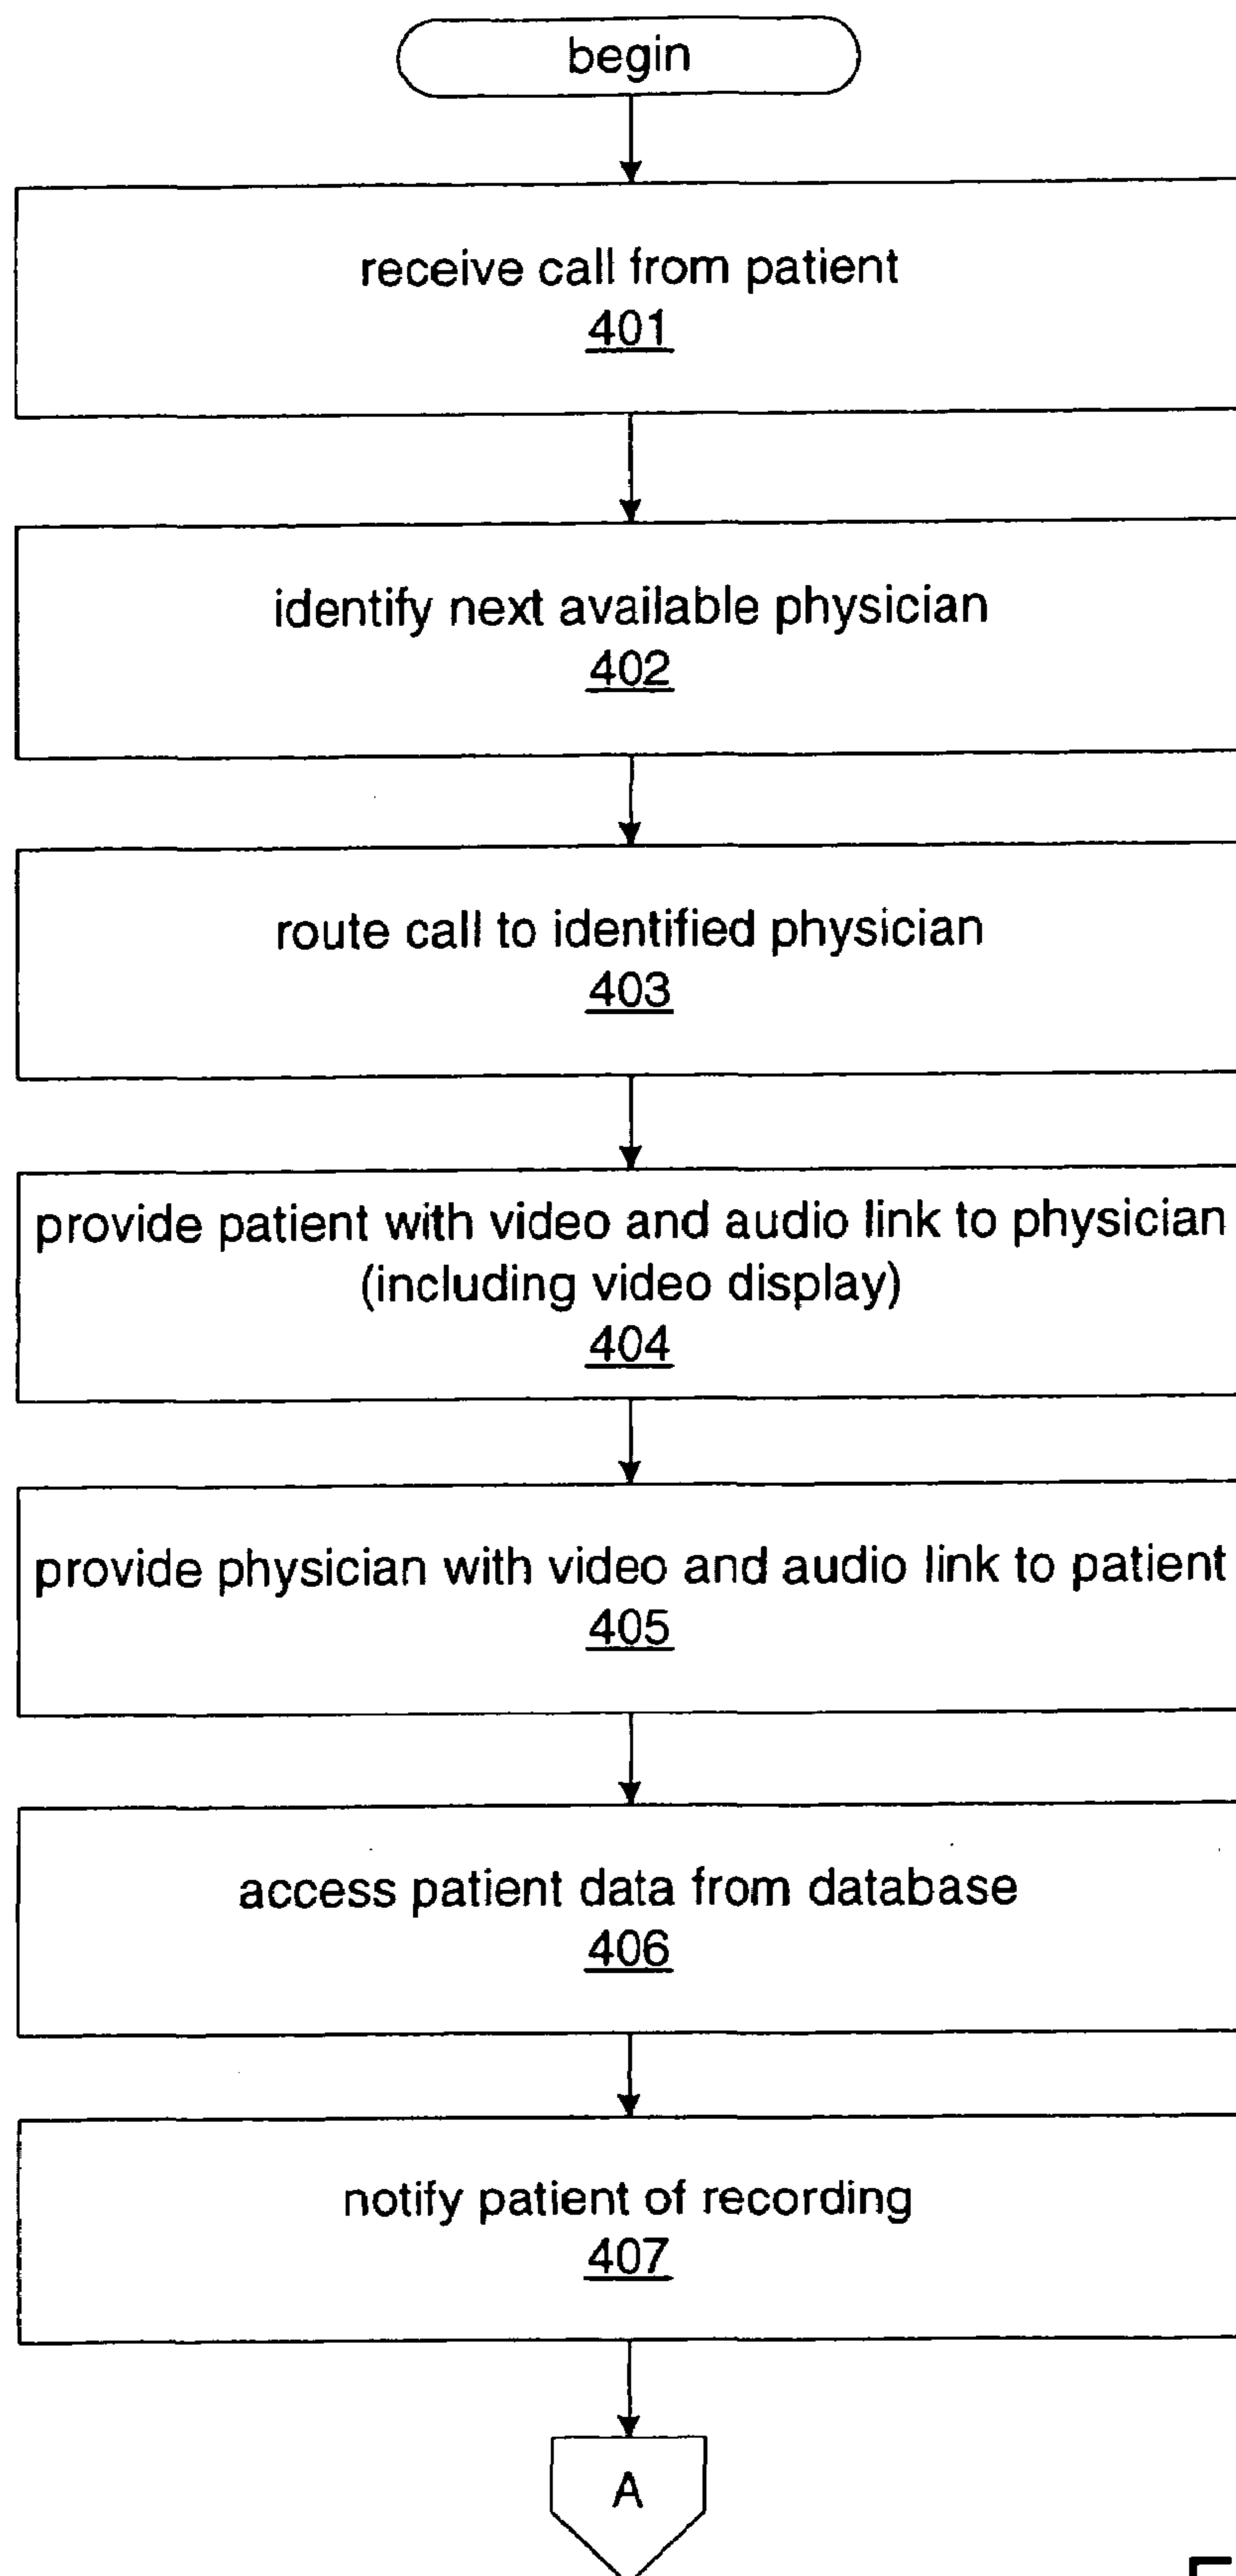 begin
receive call from patient
401
identify next available physician
402
route call to identified physician
403
provide patient with video and audio link to physician
(including video display)
404
provide physician with video and audio link to patient
405
access patient data from database
406
notify patient of recording
407
A